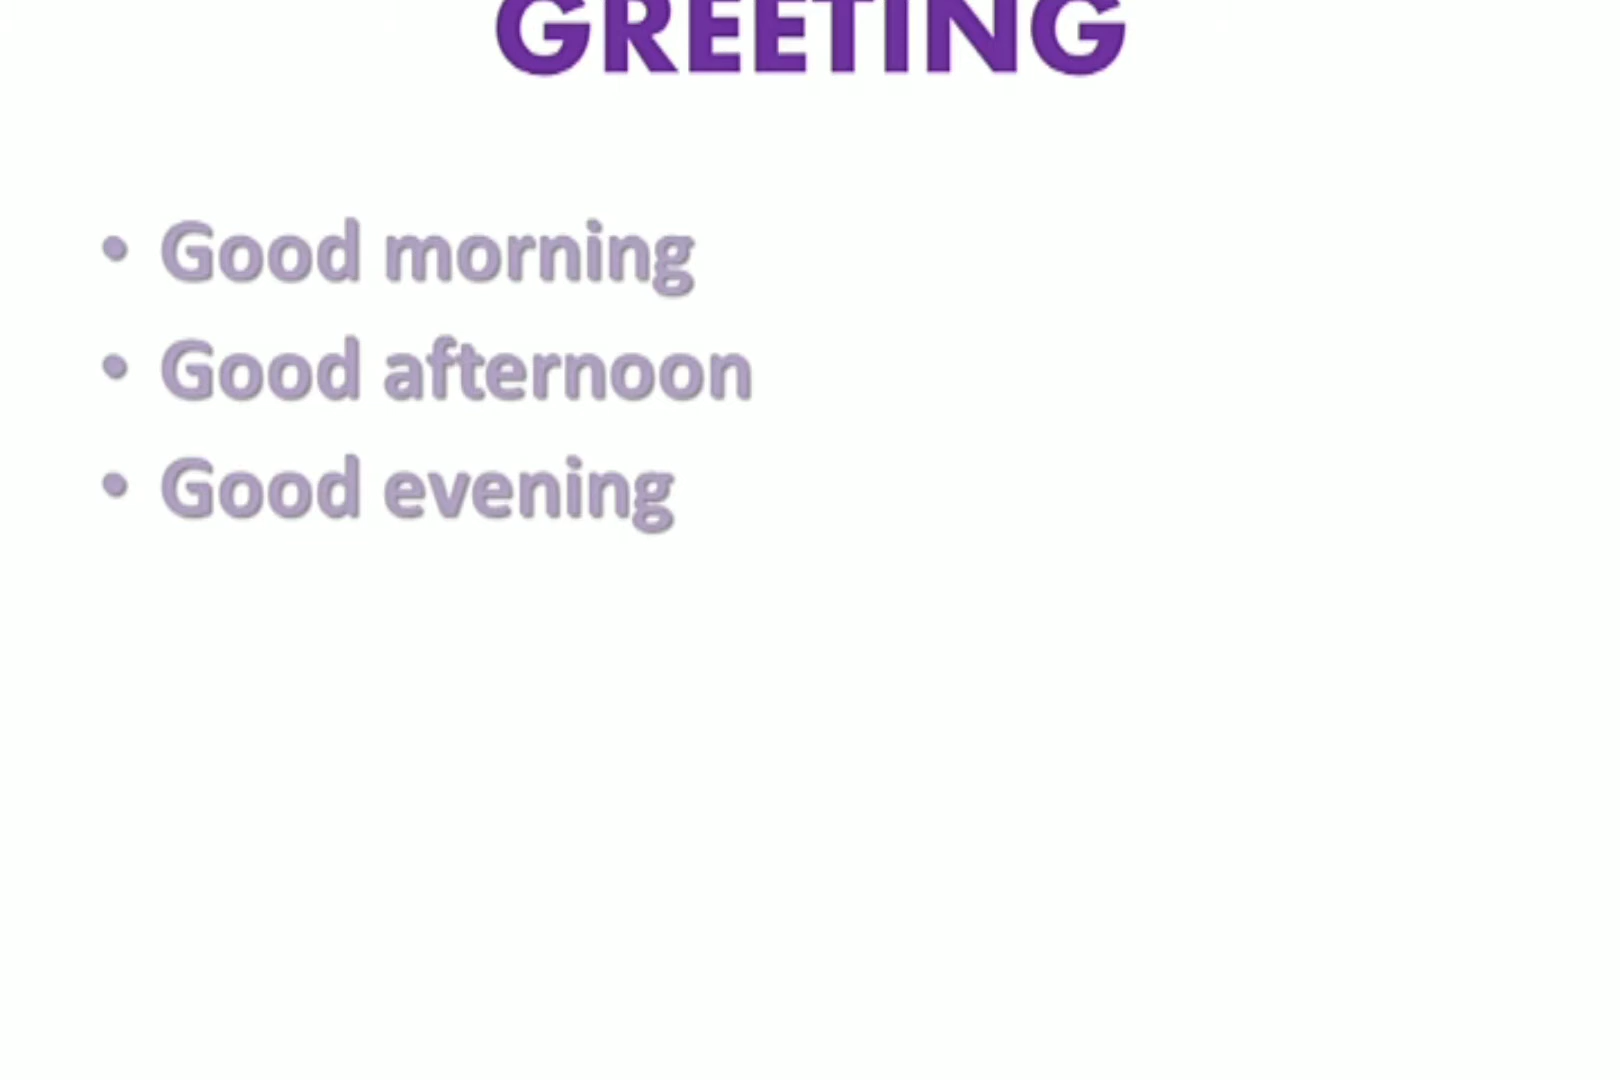 GREETING
• Good morning
• Good afternoon
• Good evening